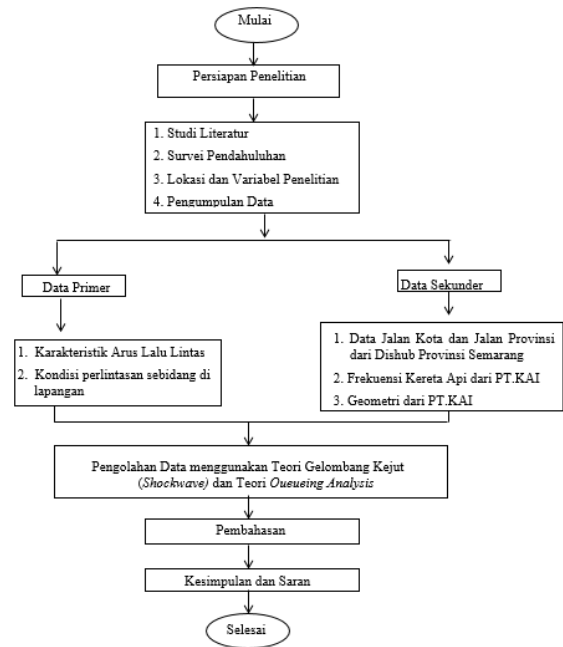 Mulai
Persiapan Penelitian
1. Studi Literatur
2. Survei Pendahuluhan
3. Lokasi dan Variabel Penelitian
4. Pengumpulan Data
Data Primer
Data Sekunder
1. Karakteristik Arus Lalu Lintas
2. Kondisi perlintasan sebidang di
lapangan
1. Data Jalan Kota dan Jalan Provinsi
dari Dishub Provinsi Semarang
2. Frekuensi Kereta Api dari PT.KAI
3. Geometri dari PT.KAI
Pengolahan Data menggunakan Teori Gelombang Kejut
(Shockwave) dan Teori Oueueing Analysis
Pembahasan
Kesimpulan dan Saran
Selesai